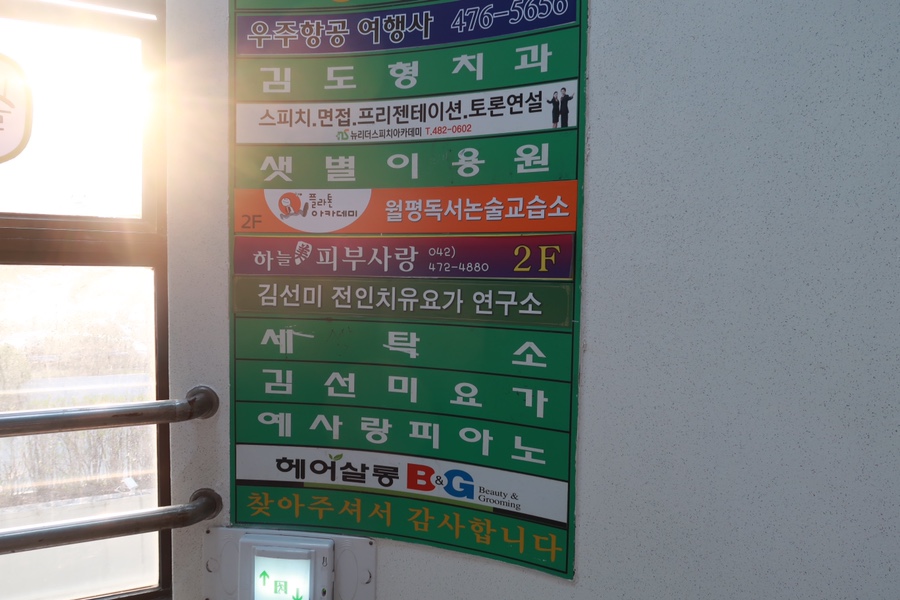 우주항공 여행사 476-5656
김도형치과
스피치.면접.프리젠테이션.토론연설
뉴리더스피치아카데미 T.482-0602
샛별이용원
2F 플라톤 아카데미 월평독서논술교습소
하늘 피부사랑 042) 472-4880 2F
김선미 전인치유요가 연구소
세탁소
김선미요가
예사랑피아노
헤어살롱 B&G Beauty & Grooming
찾아주셔서 감사합니다